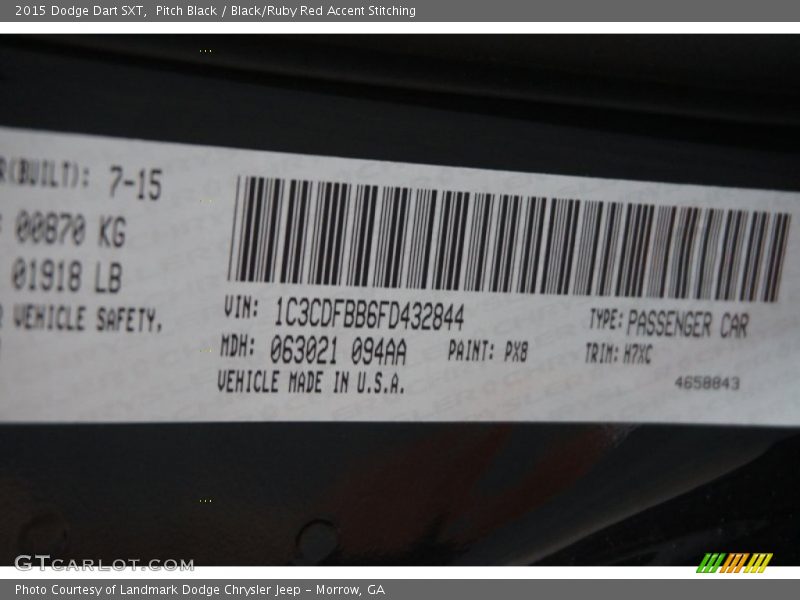 2015 Dodge Dart SXT, Pitch Black / Black/Ruby Red Accent Stitching
R(BUILT): 7-15
00870 KG
01918 LB
VEHICLE SAFETY.
VIN: 1C3CDFBB6FD432844
TYPE: PASSENGER CAR
MDH: 063021 094AA
PAINT: PX8
TRIM: H7XC
VEHICLE MADE IN U.S.A.
4658843
GTCARLOT.COM
Photo Courtesy of Landmark Dodge Chrysler Jeep – Morrow, GA